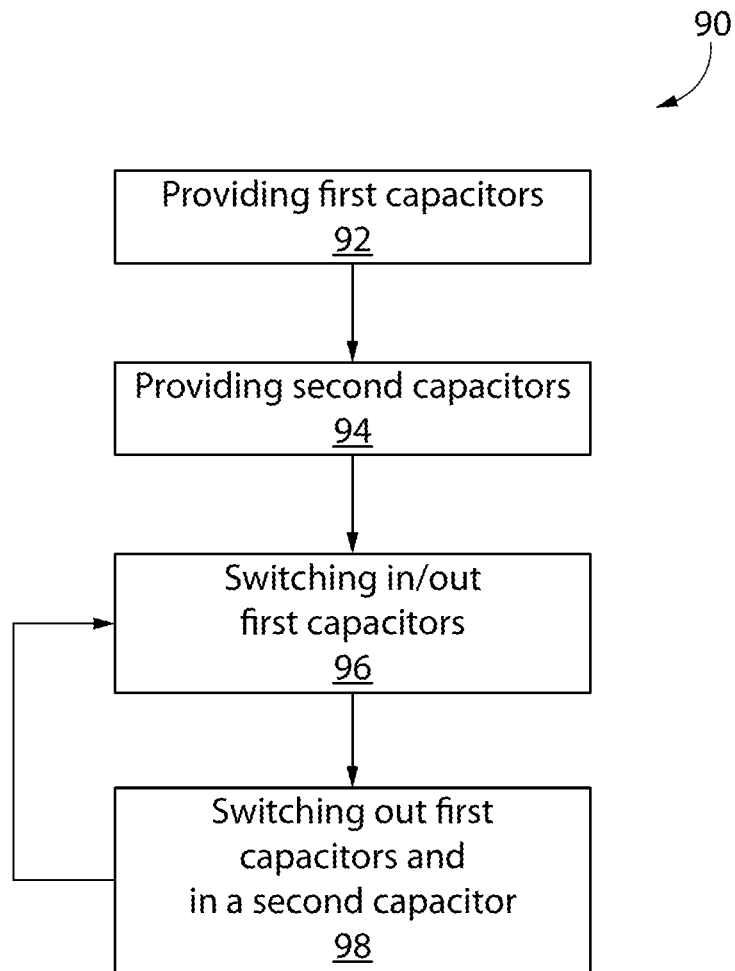 90
Providing first capacitors
92
Providing second capacitors
94
Switching in/out
first capacitors
96
Switching out first
capacitors and
in a second capacitor
98